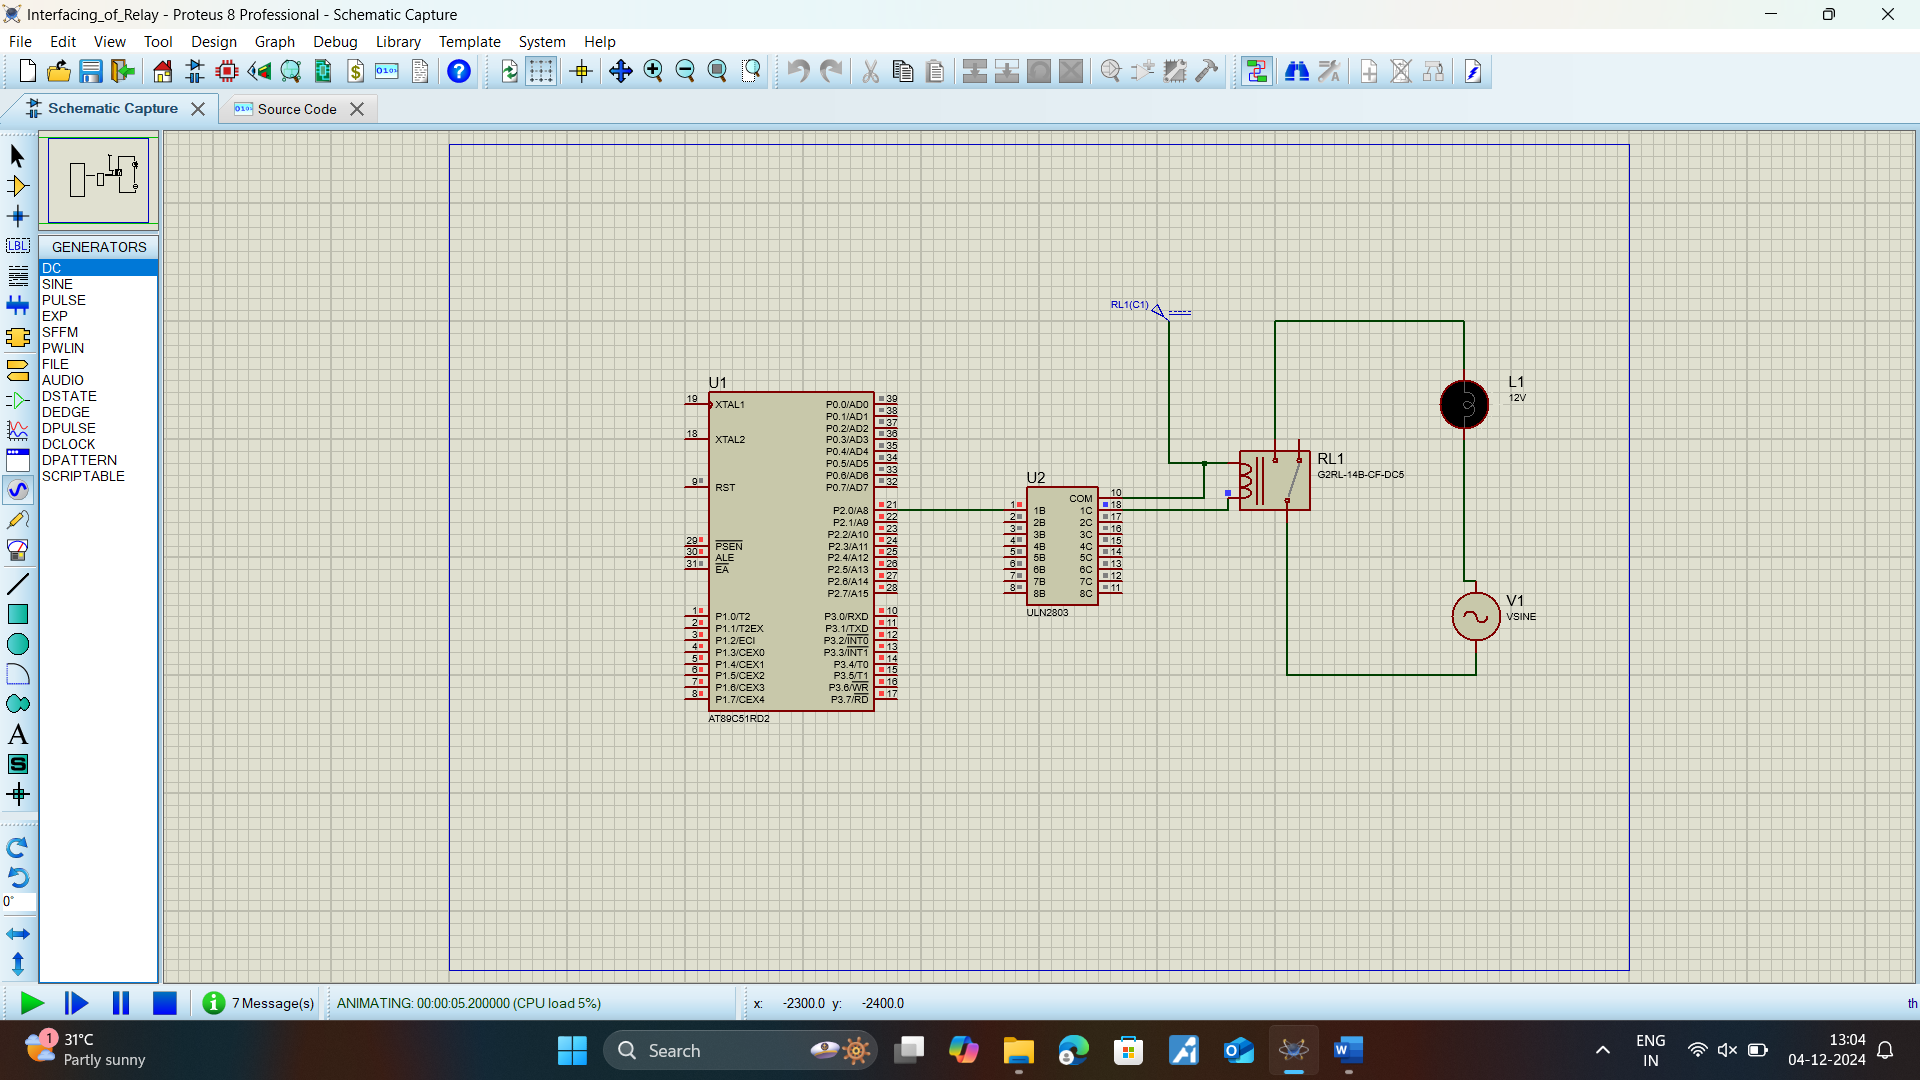 Interfacing_of_Relay - Proteus 8 Professional - Schematic Capture
File Edit View Tool Design Graph Debug Library Template System Help
Schematic Capture
Source Code
GENERATORS
DC
SINE
PULSE
EXP
SFFM
PWLIN
FILE
AUDIO
DSTATE
DEDGE
DPULSE
DCLOCK
DPATTERN
SCRIPTABLE
LBL
A
S
0°
RL1(C1)
U1
19 XTAL1
18 XTAL2
9 RST
29 PSEN
30 ALE
31 EA
1 P1.0/T2
2 P1.1/T2EX
3 P1.2/ECI
4 P1.3/CEX0
5 P1.4/CEX1
6 P1.5/CEX2
7 P1.6/CEX3
8 P1.7/CEX4
P0.0/AD0 39
P0.1/AD1 38
P0.2/AD2 37
P0.3/AD3 36
P0.4/AD4 35
P0.5/AD5 34
P0.6/AD6 33
P0.7/AD7 32
P2.0/A8 21
P2.1/A9 22
P2.2/A10 23
P2.3/A11 24
P2.4/A12 25
P2.5/A13 26
P2.6/A14 27
P2.7/A15 28
P3.0/RXD 10
P3.1/TXD 11
P3.2/INT0 12
P3.3/INT1 13
P3.4/T0 14
P3.5/T1 15
P3.6/WR 16
P3.7/RD 17
AT89C51RD2
U2
COM 10
1 1B 1C 18
2 2B 2C 17
3 3B 3C 16
4 4B 4C 15
5 5B 5C 14
6 6B 6C 13
7 7B 7C 12
8 8B 8C 11
ULN2803
RL1
G2RL-14B-CF-DC5
L1
12V
V1
VSINE
7 Message(s)
ANIMATING: 00:00:05.200000 (CPU load 5%)
x: -2300.0 y: -2400.0
th
1
31°C
Partly sunny
Search
ENG
IN
13:04
04-12-2024